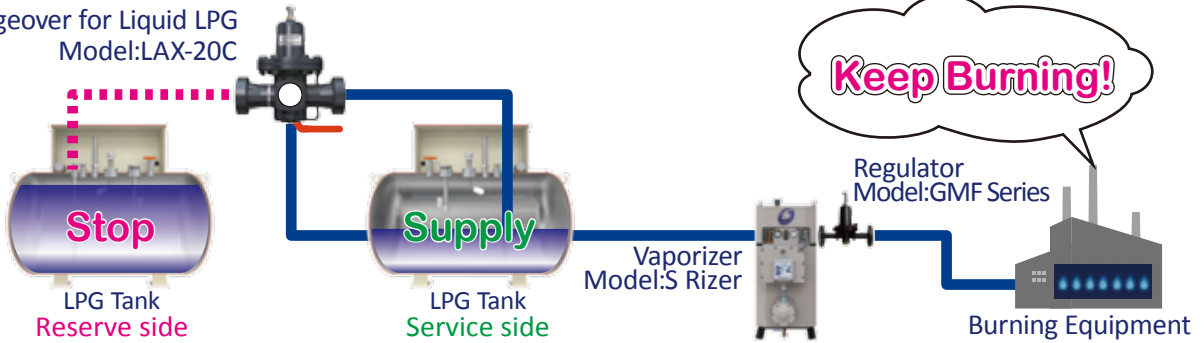 geover for Liquid LPG
Model:LAX-20C
Keep Burning!
Stop
Supply
Regulator
Model:GMF Series
Vaporizer
Model:S Rizer
LPG Tank
Reserve side
LPG Tank
Service side
Burning Equipment